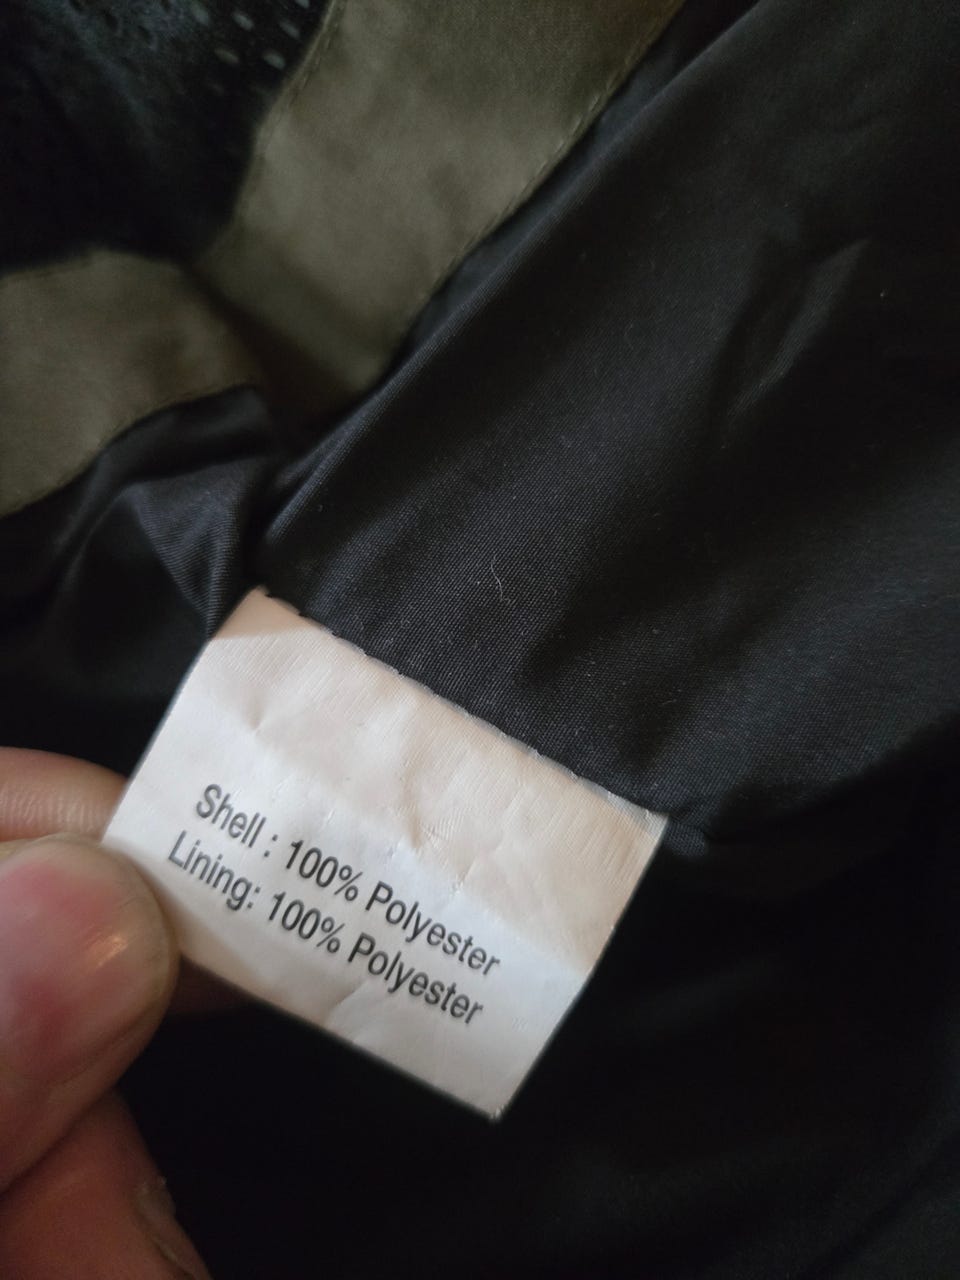 Shell : 100% Polyester
Lining: 100% Polyester